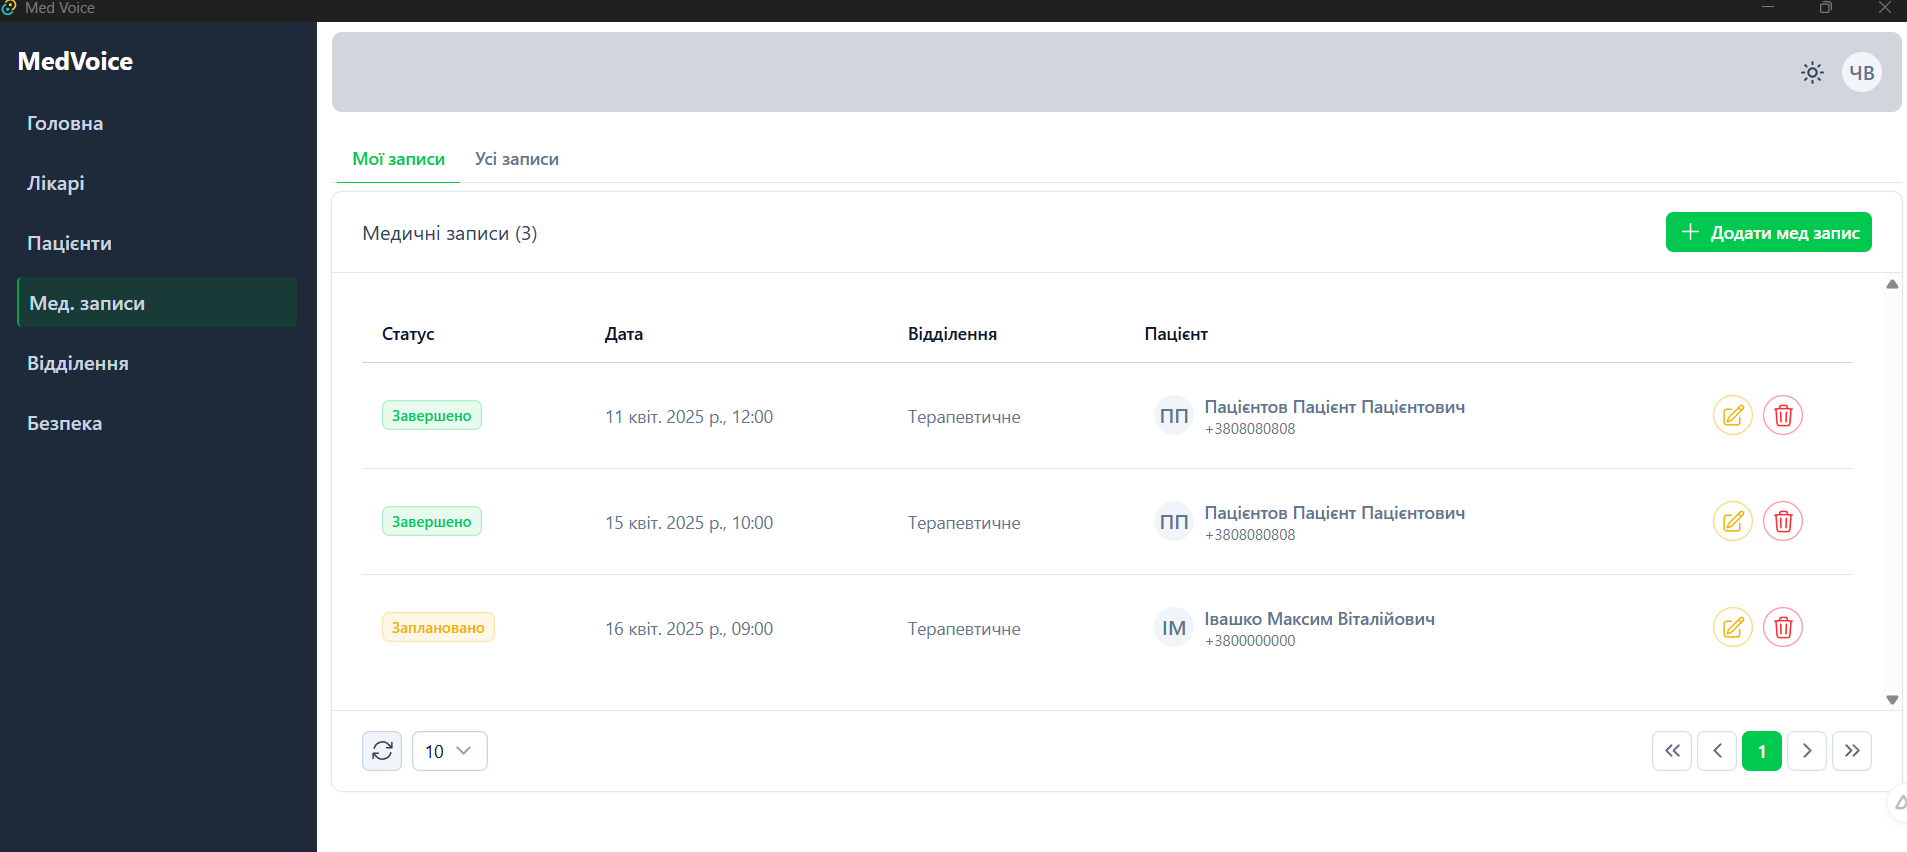 Med Voice
MedVoice
ЧВ
Головна
Лікарі
Пацієнти
Мед. записи
Відділення
Безпека
Мої записи Усі записи
Медичні записи (3)
Додати мед запис
Статус Дата Відділення Пацієнт
Завершено 11 квіт. 2025 р., 12:00 Терапевтичне ПП Пацієнтов Пацієнт Пацієнтович
+3808080808
Завершено 15 квіт. 2025 р., 10:00 Терапевтичне ПП Пацієнтов Пацієнт Пацієнтович
+3808080808
Заплановано 16 квіт. 2025 р., 09:00 Терапевтичне ІМ Івашко Максим Віталійович
+3800000000
10 1